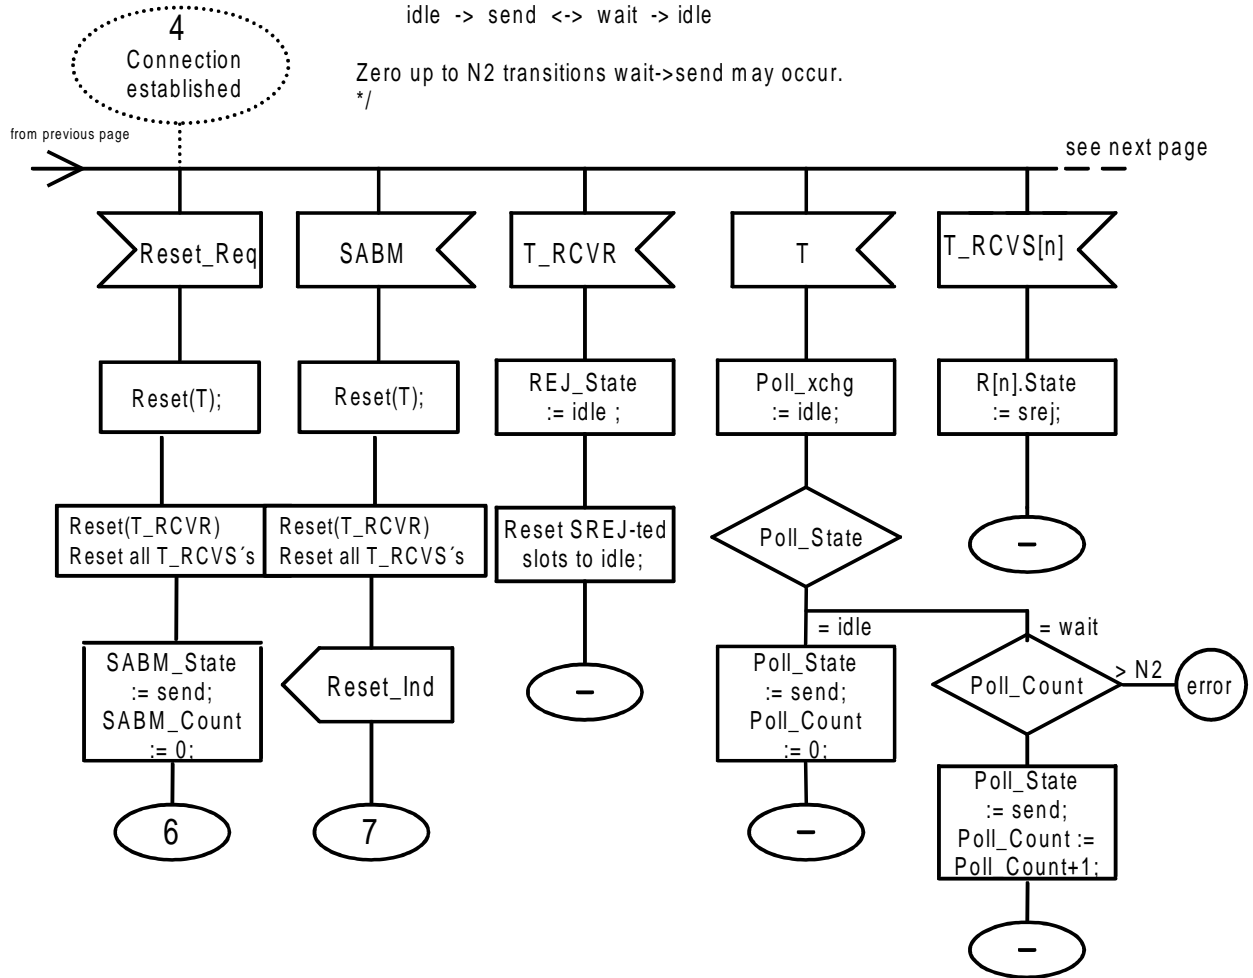 idle -> send <-> wait -> idle
Zero up to N2 transitions wait->send may occur.
*/
4
Connection
established
from previous page
see next page
Reset_Req
SABM
T_RCVR
T
T_RCVS[n]
Reset(T);
Reset(T);
REJ_State
:= idle ;
Poll_xchg
:= idle;
R[n].State
:= srej;
Reset(T_RCVR)
Reset all T_RCVS´s
Reset(T_RCVR)
Reset all T_RCVS´s
Reset SREJ-ted
slots to idle;
Poll_State
–
= idle
= wait
SABM_State
:= send;
SABM_Count
:= 0;
Reset_Ind
–
Poll_State
:= send;
Poll_Count
:= 0;
Poll_Count
> N2
error
6
7
–
Poll_State
:= send;
Poll_Count :=
Poll_Count+1;
–